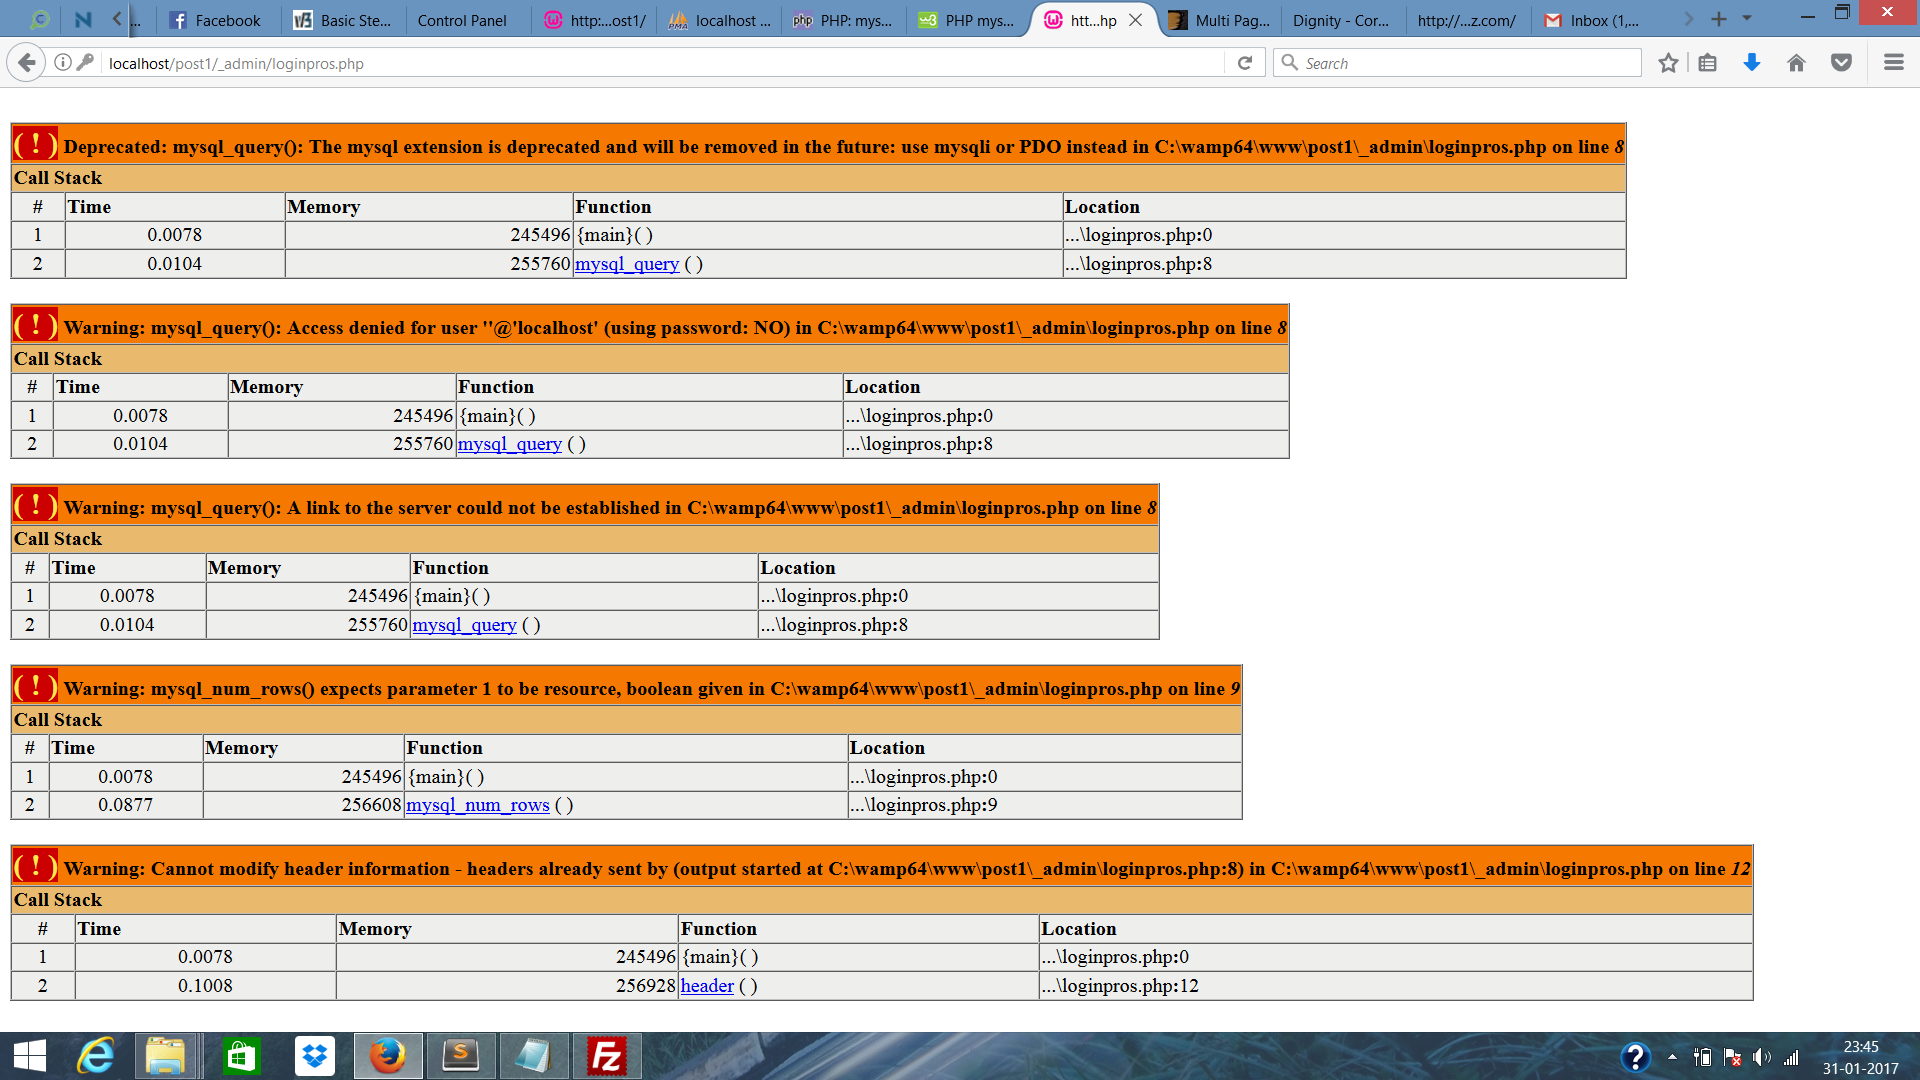 ...
Facebook
Basic Ste...
Control Panel
http:...ost1/
localhost ...
PHP: mys...
PHP mys...
htt...hp
Multi Pag...
Dignity - Cor...
http://...z.com/
Inbox (1,...
localhost/post1/_admin/loginpros.php
Search
( ! ) Deprecated: mysql_query(): The mysql extension is deprecated and will be removed in the future: use mysqli or PDO instead in C:\wamp64\www\post1\_admin\loginpros.php on line 8
Call Stack
# Time Memory Function Location
1 0.0078 245496 {main}( ) ...\loginpros.php:0
2 0.0104 255760 mysql_query ( ) ...\loginpros.php:8
( ! ) Warning: mysql_query(): Access denied for user ''@'localhost' (using password: NO) in C:\wamp64\www\post1\_admin\loginpros.php on line 8
Call Stack
# Time Memory Function Location
1 0.0078 245496 {main}( ) ...\loginpros.php:0
2 0.0104 255760 mysql_query ( ) ...\loginpros.php:8
( ! ) Warning: mysql_query(): A link to the server could not be established in C:\wamp64\www\post1\_admin\loginpros.php on line 8
Call Stack
# Time Memory Function Location
1 0.0078 245496 {main}( ) ...\loginpros.php:0
2 0.0104 255760 mysql_query ( ) ...\loginpros.php:8
( ! ) Warning: mysql_num_rows() expects parameter 1 to be resource, boolean given in C:\wamp64\www\post1\_admin\loginpros.php on line 9
Call Stack
# Time Memory Function Location
1 0.0078 245496 {main}( ) ...\loginpros.php:0
2 0.0877 256608 mysql_num_rows ( ) ...\loginpros.php:9
( ! ) Warning: Cannot modify header information - headers already sent by (output started at C:\wamp64\www\post1\_admin\loginpros.php:8) in C:\wamp64\www\post1\_admin\loginpros.php on line 12
Call Stack
# Time Memory Function Location
1 0.0078 245496 {main}( ) ...\loginpros.php:0
2 0.1008 256928 header ( ) ...\loginpros.php:12
23:45
31-01-2017